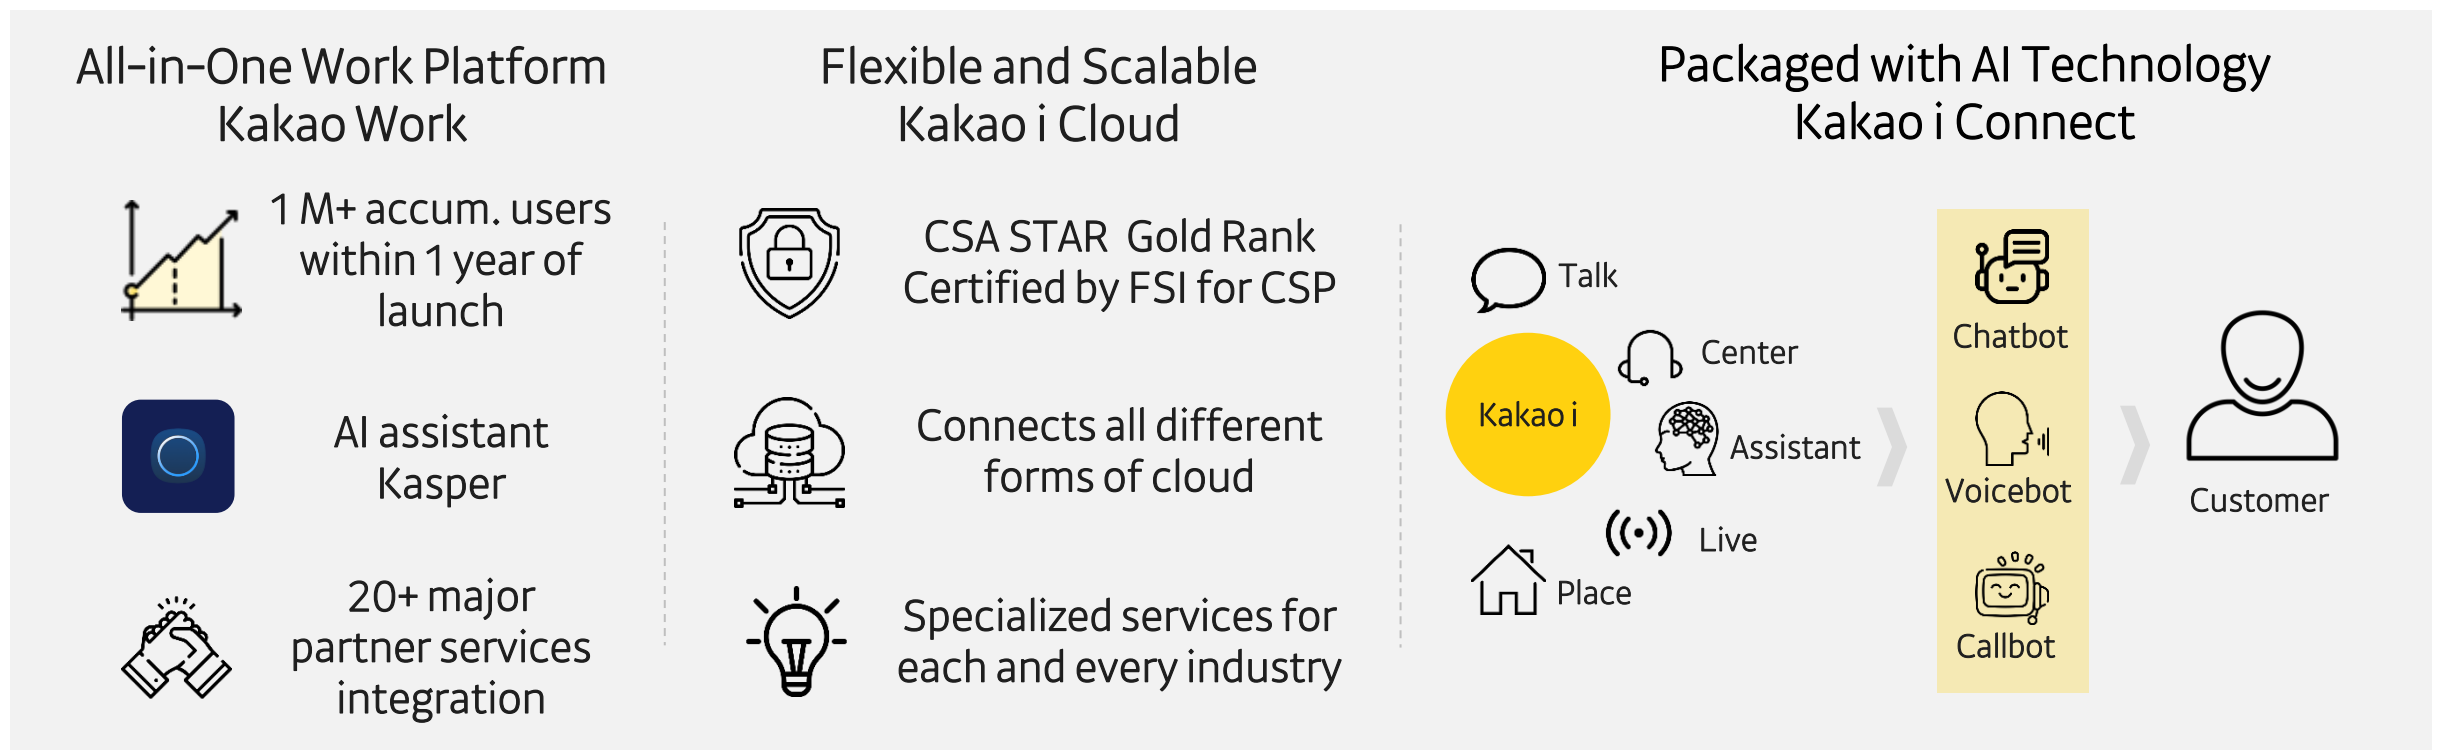 All-in-One Work Platform
Kakao Work
1 M+ accum. users
within 1 year of
launch
AI assistant
Kasper
20+ major
partner services
integration
Flexible and Scalable
Kakao i Cloud
CSA STAR Gold Rank
Certified by FSI for CSP
Connects all different
forms of cloud
Specialized services for
each and every industry
Packaged with AI Technology
Kakao i Connect
Talk
Center
Kakao i
Assistant
Live
Place
Chatbot
Voicebot
Callbot
Customer